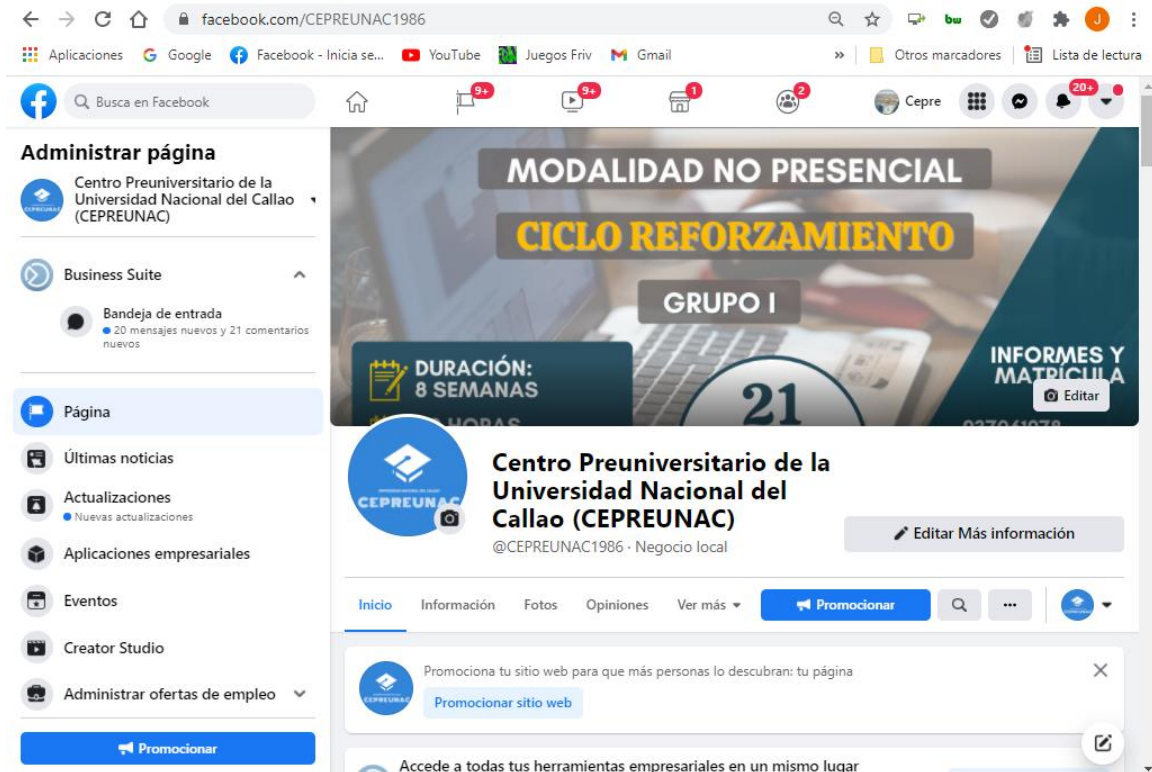 facebook.com/CEPREUNAC1986
bw
J
Aplicaciones
Google
Facebook - Inicia se...
YouTube
Juegos Friv
Gmail
»
Otros marcadores
Lista de lectura
Busca en Facebook
9+
9+
1
2
Cepre
20+
Administrar página
Centro Preuniversitario de la
Universidad Nacional del Callao
(CEPREUNAC)
Business Suite
Bandeja de entrada
20 mensajes nuevos y 21 comentarios
nuevos
Página
Últimas noticias
Actualizaciones
Nuevas actualizaciones
Aplicaciones empresariales
Eventos
Creator Studio
Administrar ofertas de empleo
Promocionar
MODALIDAD NO PRESENCIAL
CICLO REFORZAMIENTO
GRUPO I
DURACIÓN:
8 SEMANAS
HORAS
21
INFORMES Y
MATRÍCULA
Editar
CEPREUNAC
Centro Preuniversitario de la
Universidad Nacional del
Callao (CEPREUNAC)
@CEPREUNAC1986 · Negocio local
Editar Más información
Inicio
Información
Fotos
Opiniones
Ver más
Promocionar
Promociona tu sitio web para que más personas lo descubran: tu página
Promocionar sitio web
Accede a todas tus herramientas empresariales en un mismo lugar